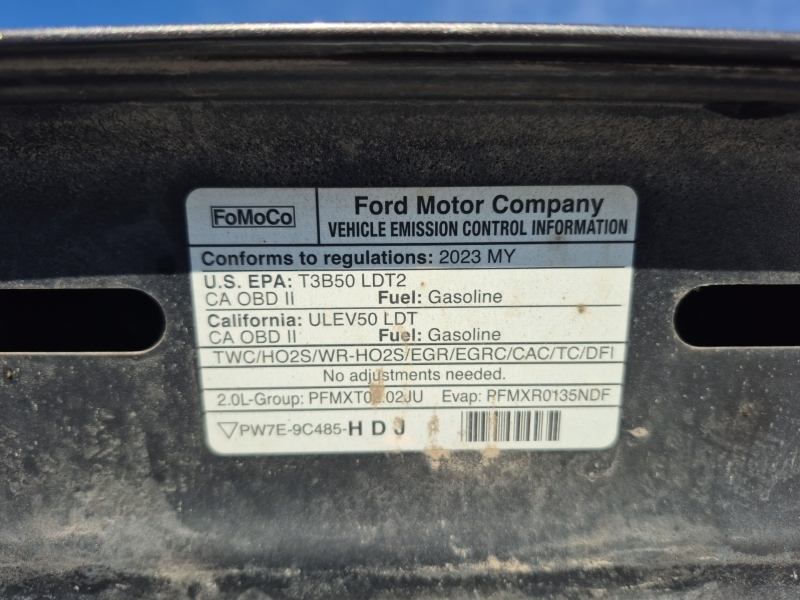 FoMoCo
Ford Motor Company
VEHICLE EMISSION CONTROL INFORMATION
Conforms to regulations: 2023 MY
U.S. EPA: T3B50 LDT2
CA OBD II Fuel: Gasoline
California: ULEV50 LDT
CA OBD II Fuel: Gasoline
TWC/HO2S/WR-HO2S/EGR/EGRC/CAC/TC/DFI
No adjustments needed.
2.0L-Group: Evap: PFMXR0135NDF
PW7E-9C485-HDJ